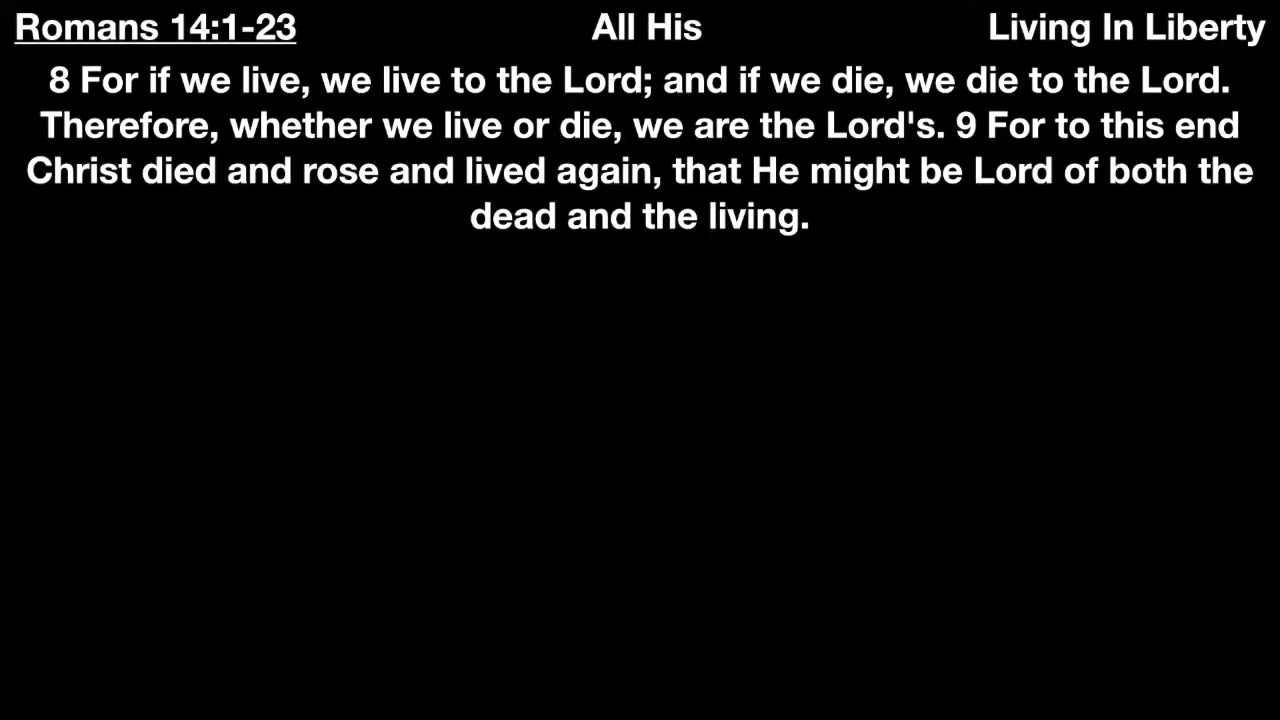 Romans 14:1-23 All His Living In Liberty
8 For if we live, we live to the Lord; and if we die, we die to the Lord.
Therefore, whether we live or die, we are the Lord's. 9 For to this end
Christ died and rose and lived again, that He might be Lord of both the
dead and the living.